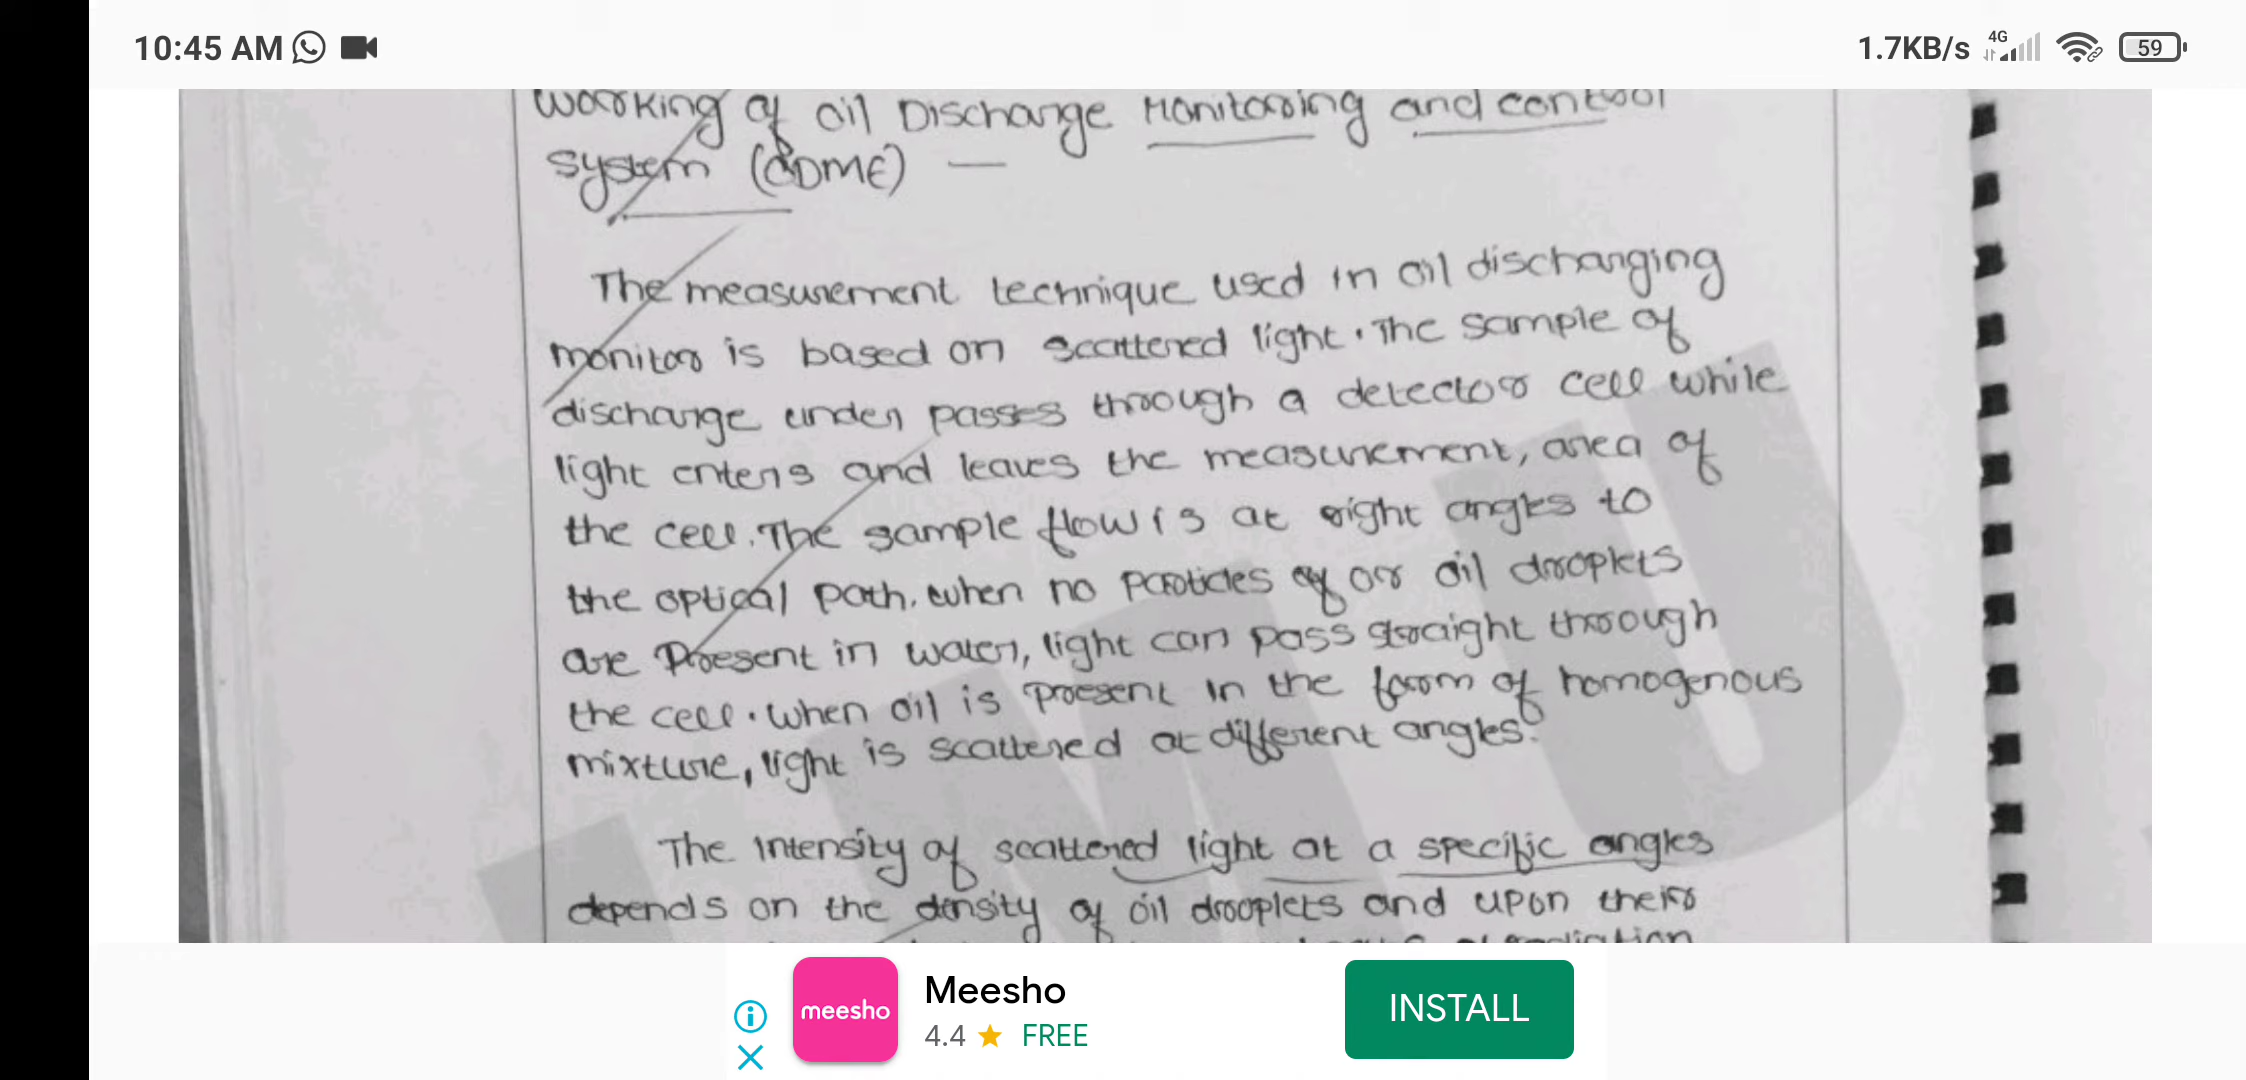 10:45 AM
1.7KB/s 4G 59
Working of oil Discharge Monitoring and control
system (ODME) —
The measurement technique used in oil discharging
monitor is based on scattered light. The sample of
discharge under passes through a detector cell while
light enters and leaves the measurement, area of
the cell. The sample flow is at right angles to
the optical path. when no particles of or oil droplets
are present in water, light can pass straight through
the cell. when oil is present in the form of homogenous
mixture, light is scattered at different angles.
The Intensity of scattered light at a specific angles
depends on the density of oil droplets and upon their
meesho
Meesho
4.4 ★ FREE
INSTALL